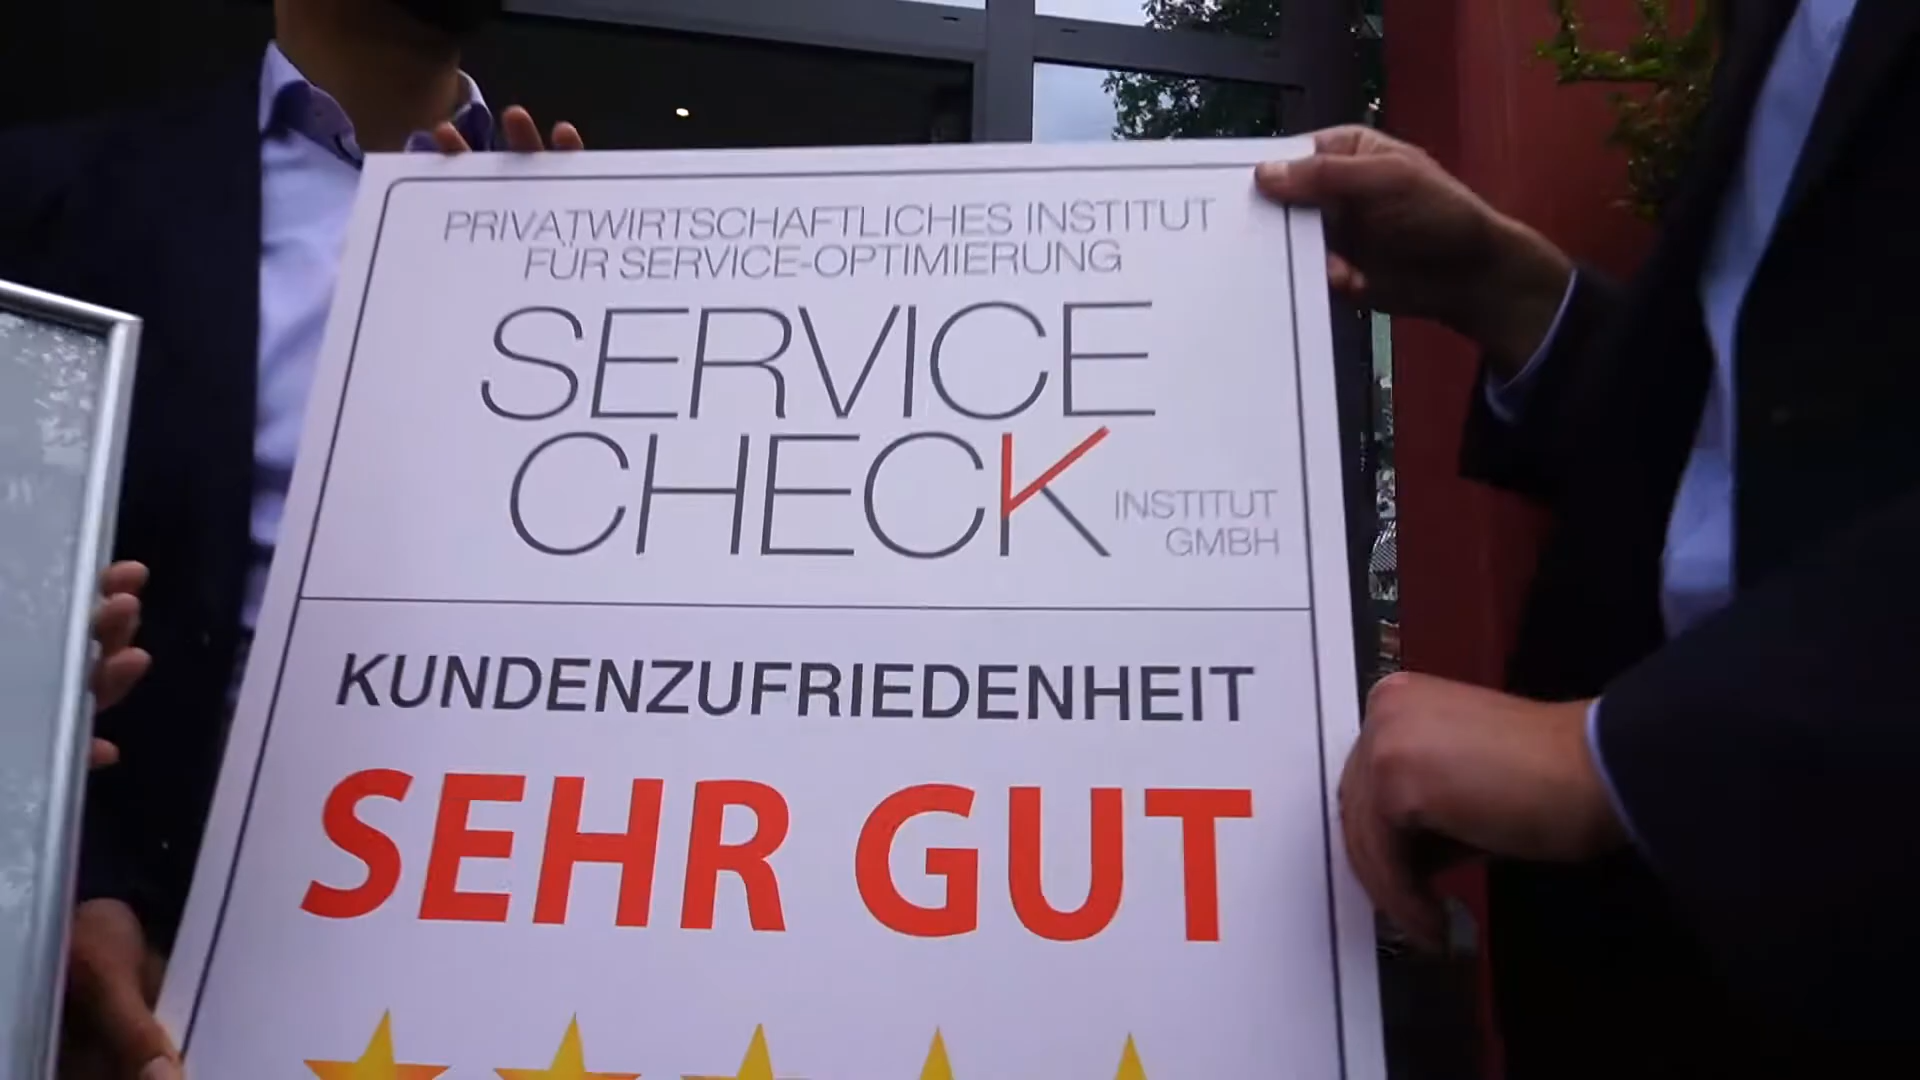 PRIVATWIRTSCHAFTLICHES INSTITUT
FÜR SERVICE-OPTIMIERUNG
SERVICE
CHECK
INSTITUT
GMBH
KUNDENZUFRIEDENHEIT
SEHR GUT